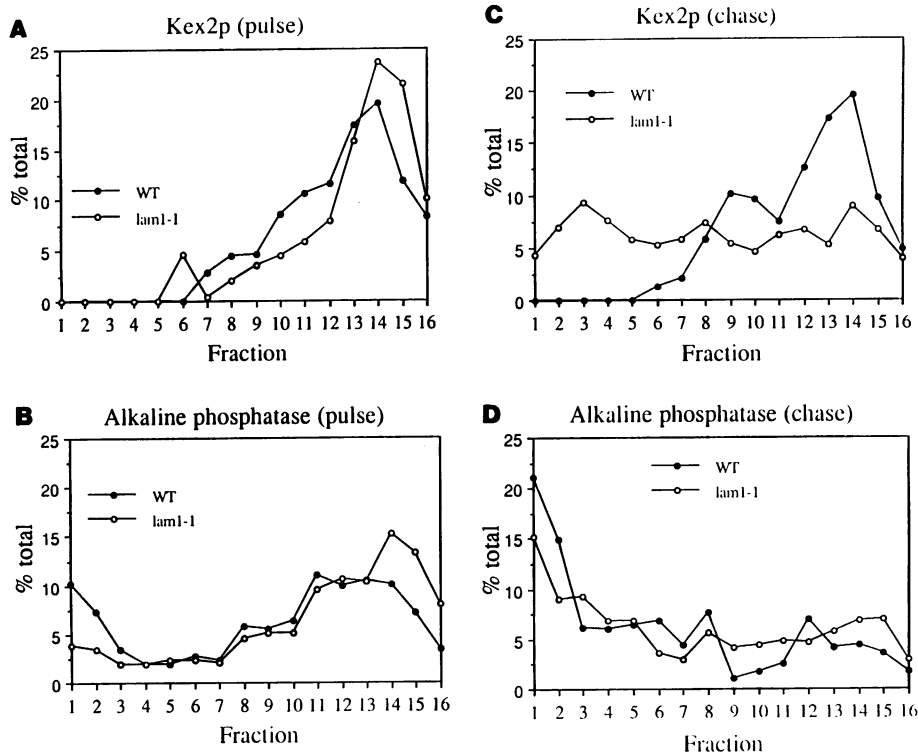 A
Kex2p (pulse)
% total
25
20
15
10
5
0
WT
lam1-1
1 2 3 4 5 6 7 8 9 10 11 12 13 14 15 16
Fraction
C
Kex2p (chase)
% total
25
20
15
10
5
0
WT
lam1-1
1 2 3 4 5 6 7 8 9 10 11 12 13 14 15 16
Fraction
B
Alkaline phosphatase (pulse)
% total
25
20
15
10
5
0
WT
lam1-1
1 2 3 4 5 6 7 8 9 10 11 12 13 14 15 16
Fraction
D
Alkaline phosphatase (chase)
% total
25
20
15
10
5
0
WT
lam1-1
1 2 3 4 5 6 7 8 9 10 11 12 13 14 15 16
Fraction